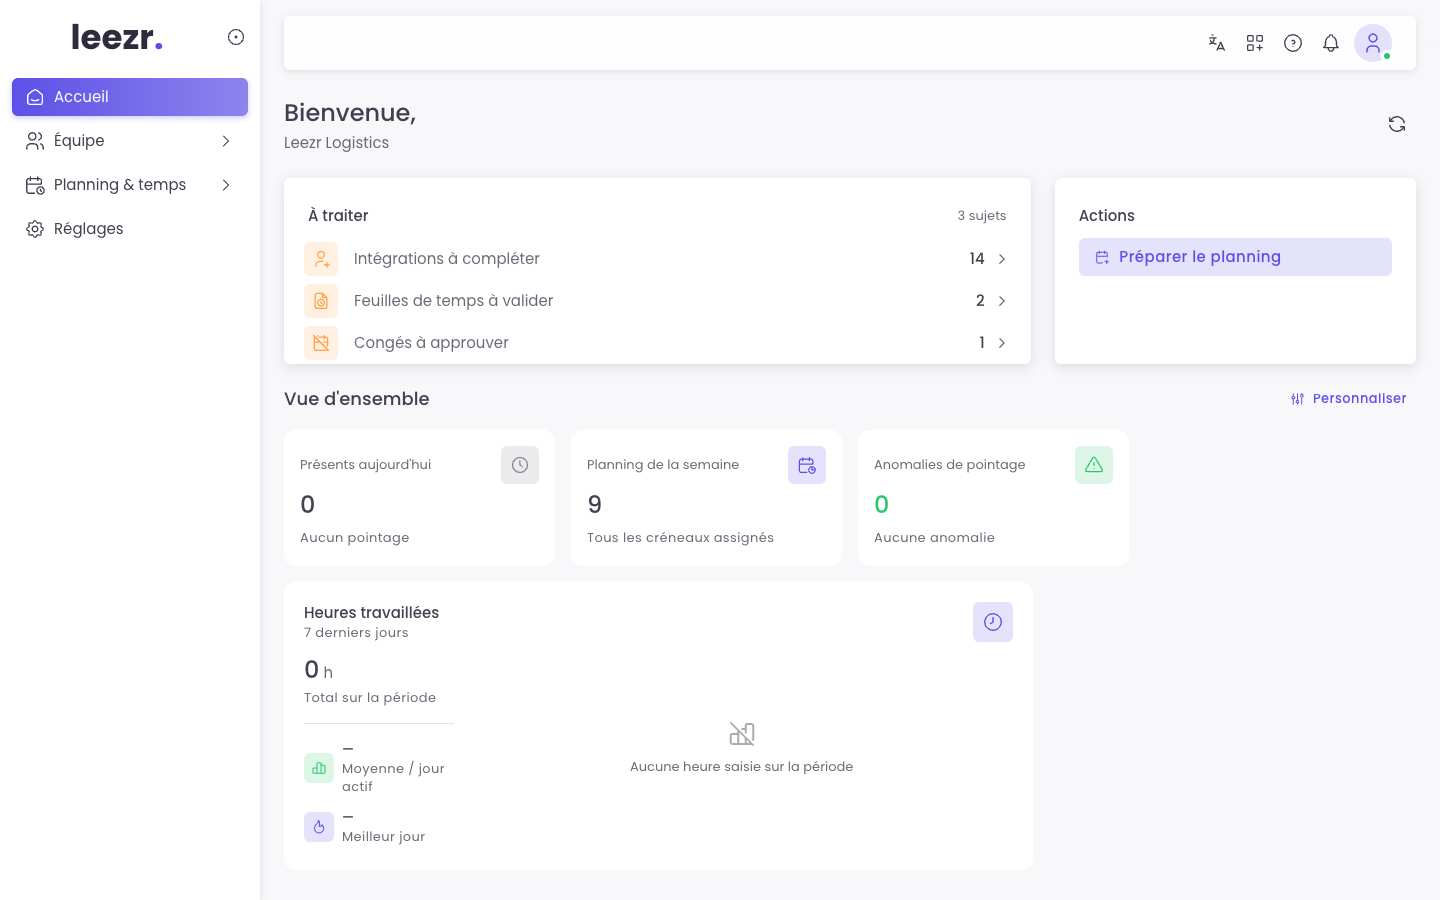 leezr.
Accueil
Équipe
Planning & temps
Réglages
Bienvenue,
Leezr Logistics
À traiter
3 sujets
Intégrations à compléter
14
Feuilles de temps à valider
2
Congés à approuver
1
Actions
Préparer le planning
Vue d'ensemble
Personnaliser
Présents aujourd'hui
0
Aucun pointage
Planning de la semaine
9
Tous les créneaux assignés
Anomalies de pointage
0
Aucune anomalie
Heures travaillées
7 derniers jours
0 h
Total sur la période
–
Moyenne / jour
actif
–
Meilleur jour
Aucune heure saisie sur la période